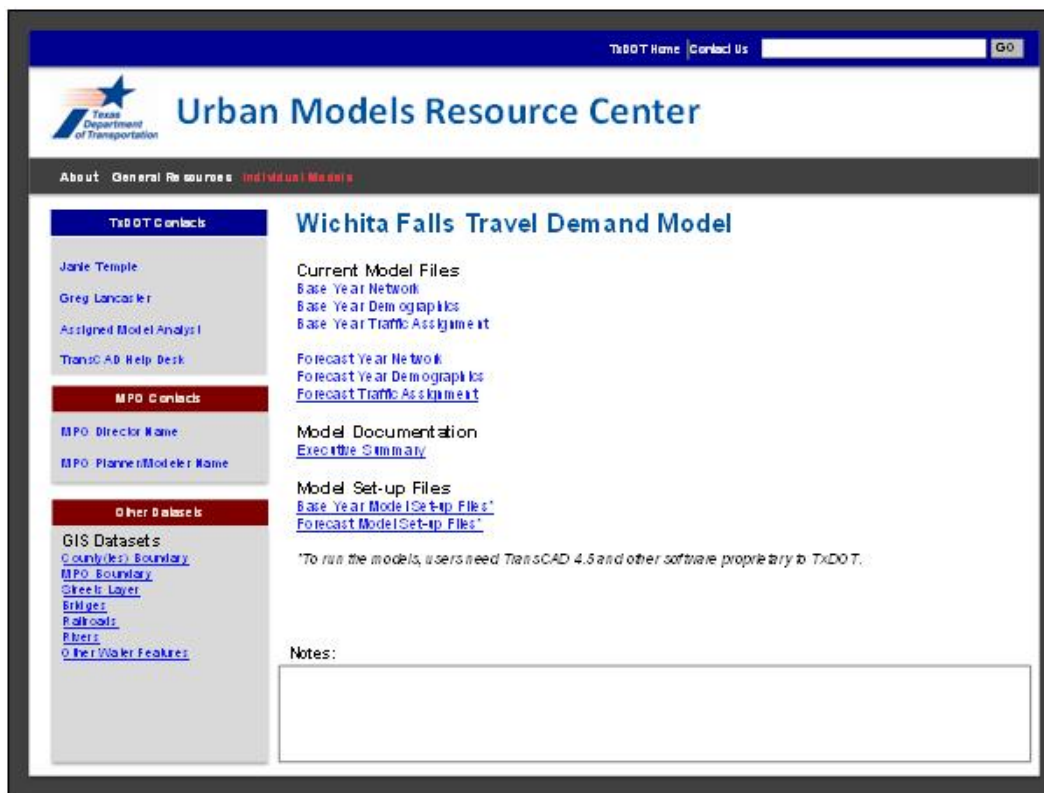 TxDOT Home | Contact Us GO
Texas
Department
of Transportation
Urban Models Resource Center
About General Resources Individual Models
TxDOT Contacts
Janie Temple
Greg Lancaster
Assigned Model Analyst
TransCAD Help Desk
MPO Contacts
MPO Director Name
MPO Planner/Modeler Name
Other Datasets
GIS Datasets
County(ies) Boundary
MPO Boundary
Streets Layer
Bridges
Railroads
Rivers
Other Water Features
Wichita Falls Travel Demand Model
Current Model Files
Base Year Network
Base Year Demographics
Base Year Traffic Assignment
Forecast Year Network
Forecast Year Demographics
Forecast Traffic Assignment
Model Documentation
Executive Summary
Model Set-up Files
Base Year Model Set-up Files*
Forecast Model Set-up Files*
*To run the models, users need TransCAD 4.5 and other software proprietary to TxDOT.
Notes: